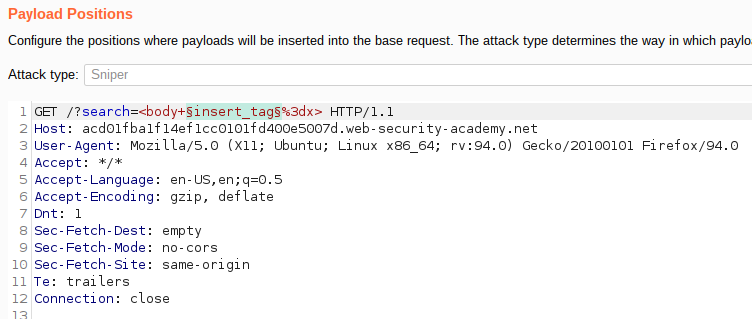 Payload Positions
Configure the positions where payloads will be inserted into the base request. The attack type determines the way in which paylo
Attack type: Sniper
1 GET /?search=<body+§insert_tag§%3dx> HTTP/1.1
2 Host: acd01fba1f14ef1cc0101fd400e5007d.web-security-academy.net
3 User-Agent: Mozilla/5.0 (X11; Ubuntu; Linux x86_64; rv:94.0) Gecko/20100101 Firefox/94.0
4 Accept: */*
5 Accept-Language: en-US,en;q=0.5
6 Accept-Encoding: gzip, deflate
7 Dnt: 1
8 Sec-Fetch-Dest: empty
9 Sec-Fetch-Mode: no-cors
10 Sec-Fetch-Site: same-origin
11 Te: trailers
12 Connection: close
13